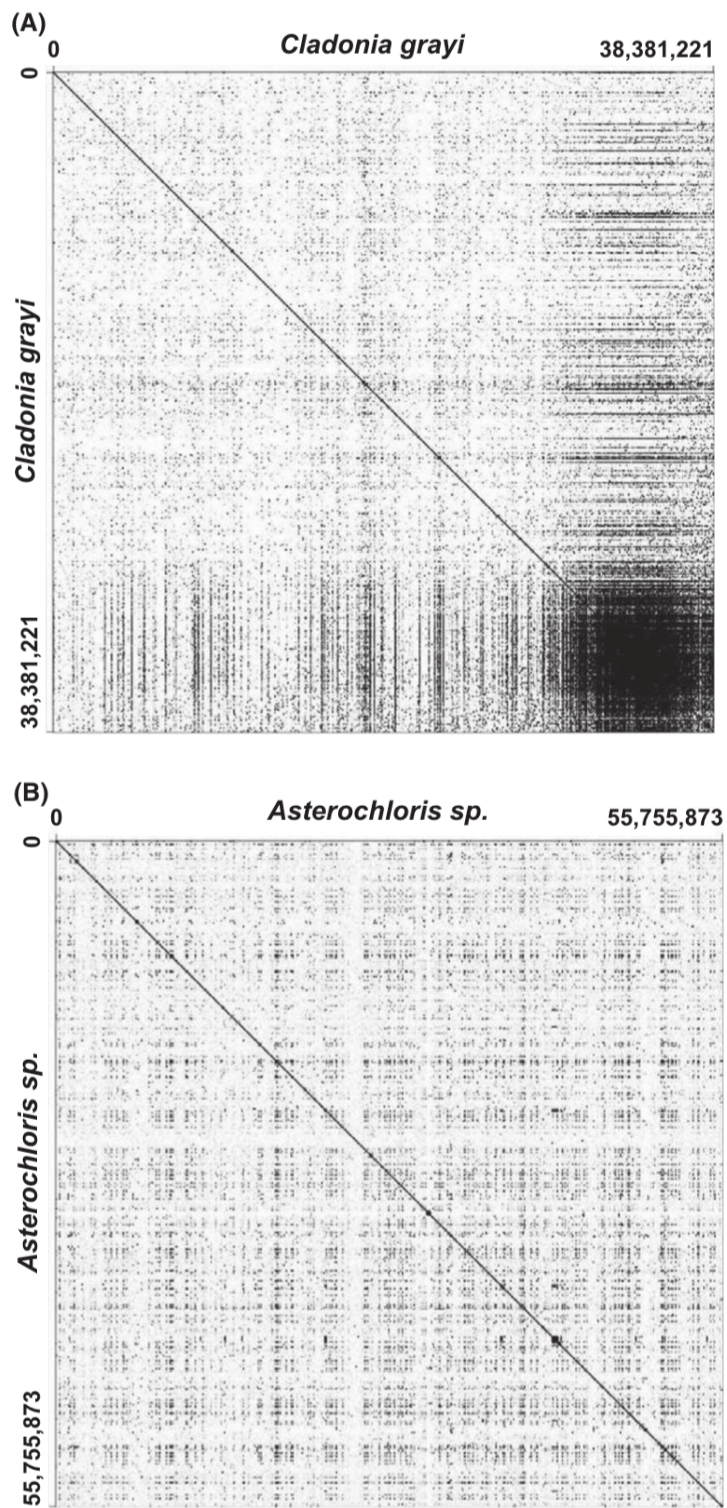 (A)
0 Cladonia grayi 38,381,221
0
Cladonia grayi
38,381,221
(B)
0 Asterochloris sp. 55,755,873
0
Asterochloris sp.
55,755,873